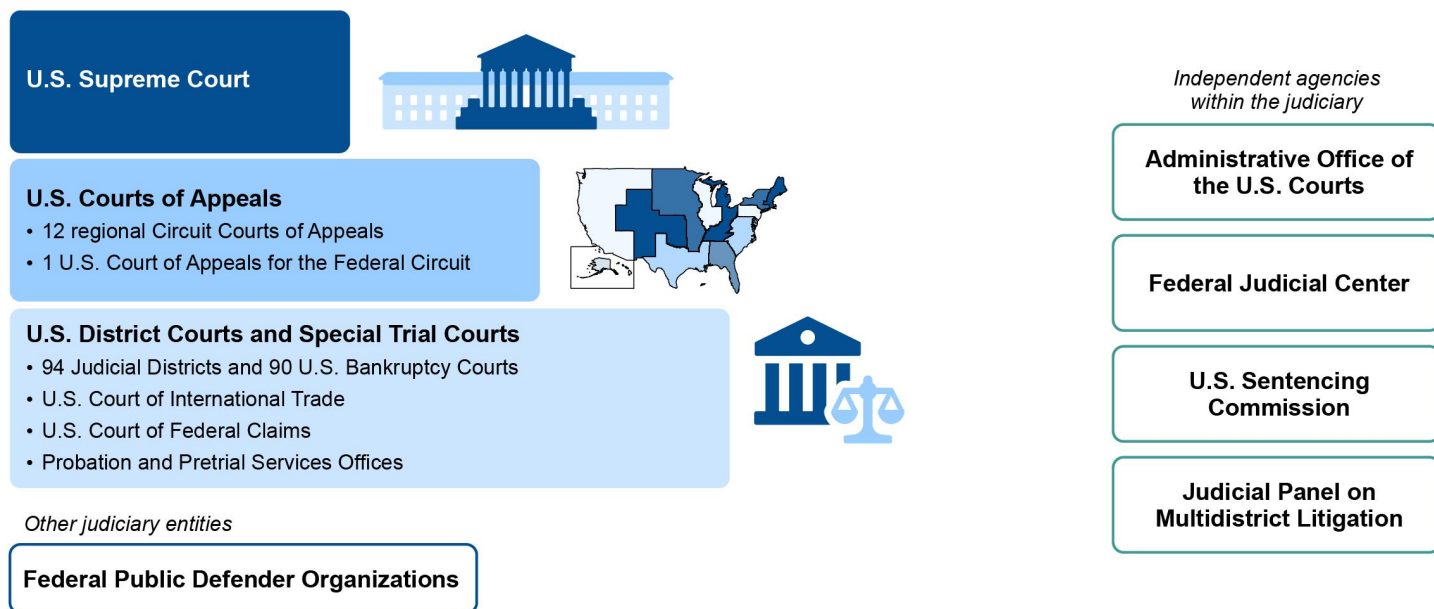 U.S. Supreme Court
U.S. Courts of Appeals
• 12 regional Circuit Courts of Appeals
• 1 U.S. Court of Appeals for the Federal Circuit
U.S. District Courts and Special Trial Courts
• 94 Judicial Districts and 90 U.S. Bankruptcy Courts
• U.S. Court of International Trade
• U.S. Court of Federal Claims
• Probation and Pretrial Services Offices
Other judiciary entities
Federal Public Defender Organizations
Independent agencies
within the judiciary
Administrative Office of
the U.S. Courts
Federal Judicial Center
U.S. Sentencing
Commission
Judicial Panel on
Multidistrict Litigation